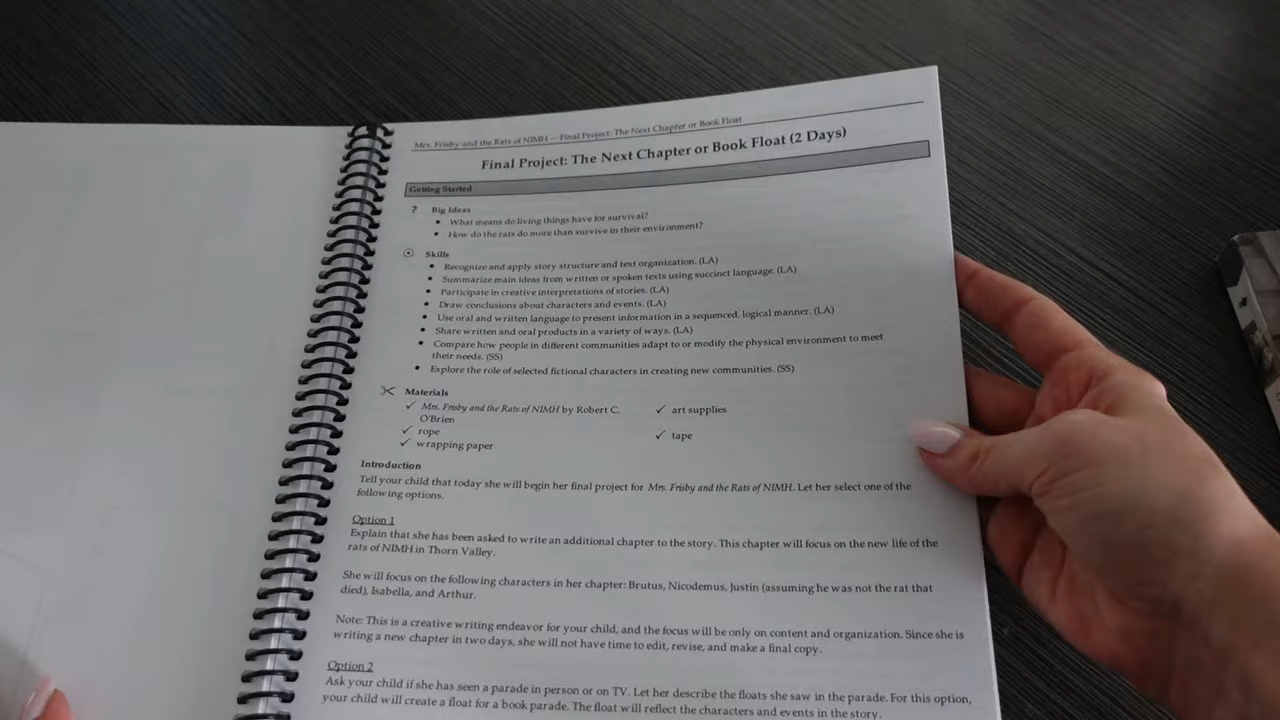 Mrs. Frisby and the Rats of NIMH — Final Project: The Next Chapter or Book Float
Final Project: The Next Chapter or Book Float (2 Days)
Getting Started
? Big Ideas
• What means do living things have for survival?
• How do the rats do more than survive in their environment?
Skills
• Recognize and apply story structure and text organization. (LA)
• Summarize main ideas from written or spoken texts using succinct language. (LA)
• Participate in creative interpretations of stories. (LA)
• Draw conclusions about characters and events. (LA)
• Use oral and written language to present information in a sequenced, logical manner. (LA)
• Share written and oral products in a variety of ways. (LA)
• Compare how people in different communities adapt to or modify the physical environment to meet
their needs. (SS)
• Explore the role of selected fictional characters in creating new communities. (SS)
Materials
✓ Mrs. Frisby and the Rats of NIMH by Robert C.
O'Brien
✓ rope
✓ wrapping paper
✓ art supplies
✓ tape
Introduction
Tell your child that today she will begin her final project for Mrs. Frisby and the Rats of NIMH. Let her select one of the
following options.
Option 1
Explain that she has been asked to write an additional chapter to the story. This chapter will focus on the new life of the
rats of NIMH in Thorn Valley.
She will focus on the following characters in her chapter: Brutus, Nicodemus, Justin (assuming he was not the rat that
died), Isabella, and Arthur.
Note: This is a creative writing endeavor for your child, and the focus will be only on content and organization. Since she is
writing a new chapter in two days, she will not have time to edit, revise, and make a final copy.
Option 2
Ask your child if she has seen a parade in person or on TV. Let her describe the floats she saw in the parade. For this option,
your child will create a float for a book parade. The float will reflect the characters and events in the story.